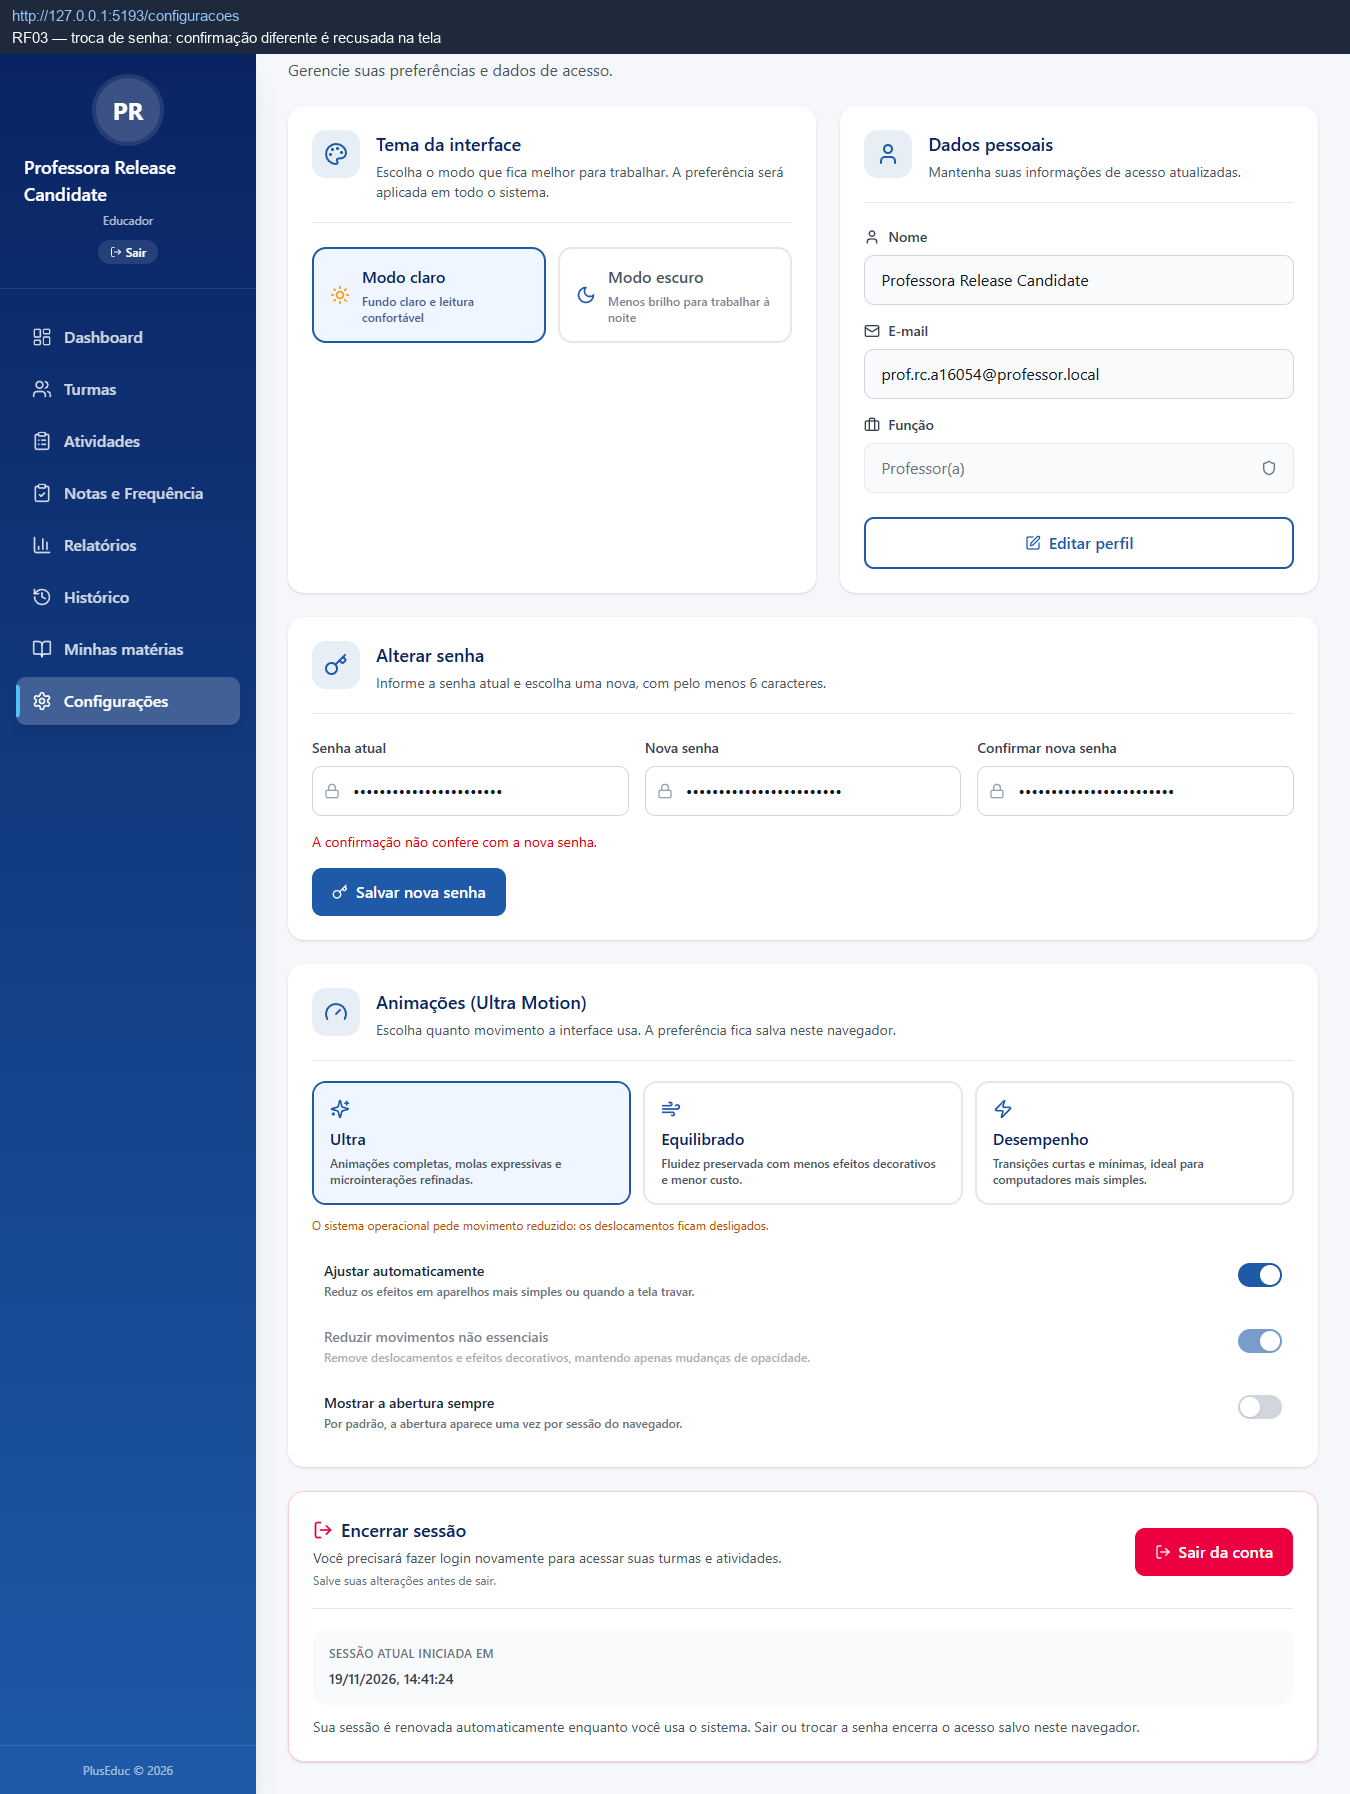 http://127.0.0.1:5193/configuracoes
RF03 — troca de senha: confirmação diferente é recusada na tela
PR
Professora Release
Candidate
Educador
Sair
Dashboard
Turmas
Atividades
Notas e Frequência
Relatórios
Histórico
Minhas matérias
Configurações
PlusEduc © 2026
Gerencie suas preferências e dados de acesso.
Tema da interface
Escolha o modo que fica melhor para trabalhar. A preferência será
aplicada em todo o sistema.
Modo claro
Fundo claro e leitura
confortável
Modo escuro
Menos brilho para trabalhar à
noite
Dados pessoais
Mantenha suas informações de acesso atualizadas.
Nome
Professora Release Candidate
E-mail
prof.rc.a16054@professor.local
Função
Professor(a)
Editar perfil
Alterar senha
Informe a senha atual e escolha uma nova, com pelo menos 6 caracteres.
Senha atual
Nova senha
Confirmar nova senha
A confirmação não confere com a nova senha.
Salvar nova senha
Animações (Ultra Motion)
Escolha quanto movimento a interface usa. A preferência fica salva neste navegador.
Ultra
Animações completas, molas expressivas e
microinterações refinadas.
Equilibrado
Fluidez preservada com menos efeitos decorativos
e menor custo.
Desempenho
Transições curtas e mínimas, ideal para
computadores mais simples.
O sistema operacional pede movimento reduzido: os deslocamentos ficam desligados.
Ajustar automaticamente
Reduz os efeitos em aparelhos mais simples ou quando a tela travar.
Reduzir movimentos não essenciais
Remove deslocamentos e efeitos decorativos, mantendo apenas mudanças de opacidade.
Mostrar a abertura sempre
Por padrão, a abertura aparece uma vez por sessão do navegador.
Encerrar sessão
Você precisará fazer login novamente para acessar suas turmas e atividades.
Salve suas alterações antes de sair.
Sair da conta
SESSÃO ATUAL INICIADA EM
19/11/2026, 14:41:24
Sua sessão é renovada automaticamente enquanto você usa o sistema. Sair ou trocar a senha encerra o acesso salvo neste navegador.